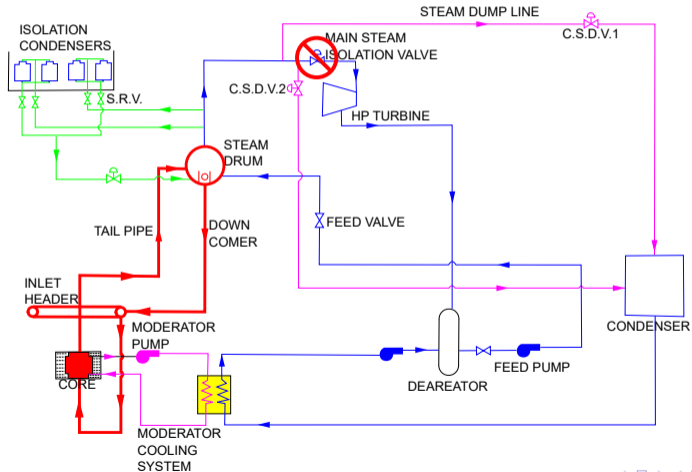 STEAM DUMP LINE
C.S.D.V.1
ISOLATION
CONDENSERS
MAIN STEAM
ISOLATION VALVE
S.R.V.
C.S.D.V.2
HP TURBINE
STEAM
DRUM
TAIL PIPE
DOWN
COMER
FEED VALVE
INLET
HEADER
MODERATOR
PUMP
CONDENSER
CORE
FEED PUMP
DEAREATOR
MODERATOR
COOLING
SYSTEM